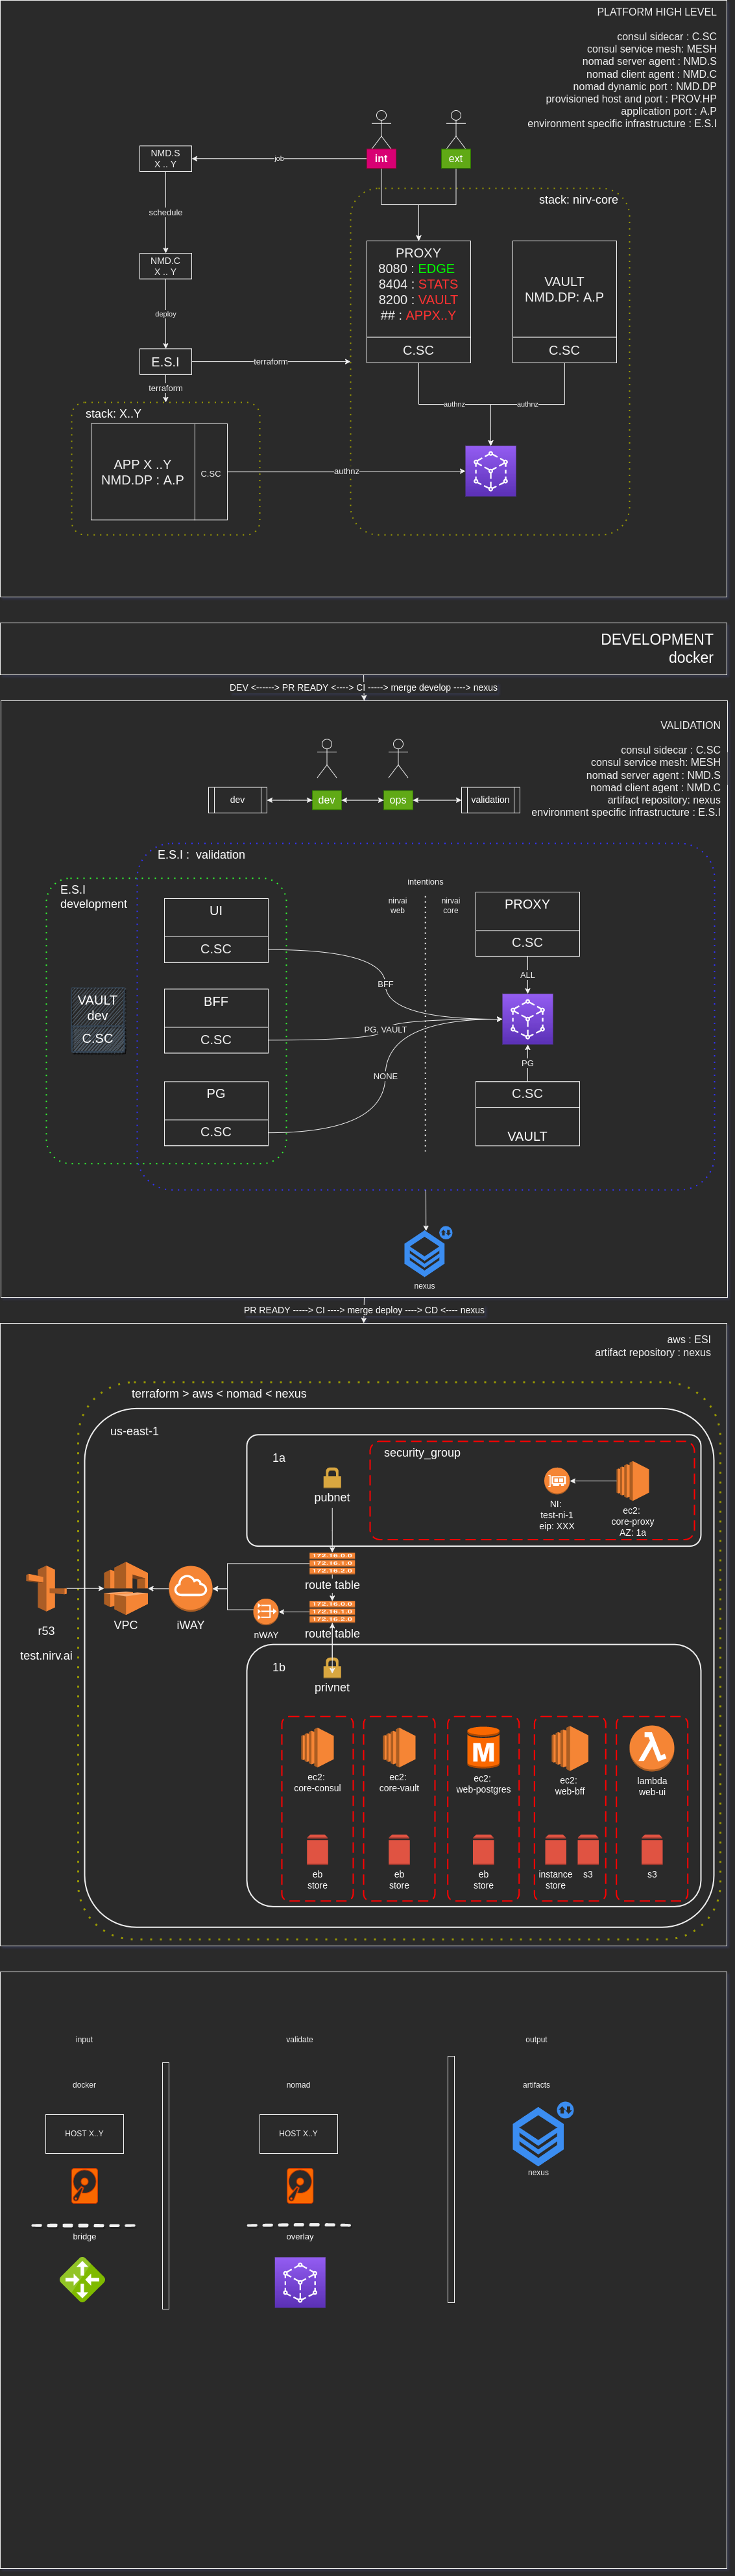 PLATFORM HIGH LEVEL
consul sidecar : C.SC
consul service mesh: MESH
nomad server agent : NMD.S
nomad client agent : NMD.C
nomad dynamic port : NMD.DP
provisioned host and port : PROV.HP
application port : A.P
environment specific infrastructure : E.S.I
NMD.S
X .. Y
job
int
ext
schedule
stack: nirv-core
NMD.C
X .. Y
PROXY
8080 : EDGE
8404 : STATS
8200 : VAULT
## : APPX..Y
C.SC
VAULT
NMD.DP: A.P
C.SC
deploy
E.S.I
terraform
terraform
authnz
authnz
stack: X..Y
APP X ..Y
NMD.DP : A.P
C.SC
authnz
DEVELOPMENT
docker
DEV <------> PR READY <----> CI -----> merge develop ----> nexus
VALIDATION
consul sidecar : C.SC
consul service mesh: MESH
nomad server agent : NMD.S
nomad client agent : NMD.C
artifact repository: nexus
environment specific infrastructure : E.S.I
dev
dev
ops
validation
E.S.I : validation
E.S.I
development
intentions
nirvai
web
nirvai
core
UI
C.SC
PROXY
C.SC
BFF
ALL
VAULT
dev
C.SC
BFF
C.SC
PG, VAULT
PG
NONE
PG
C.SC
C.SC
VAULT
nexus
PR READY -----> CI ----> merge deploy ----> CD <---- nexus
aws : ESI
artifact repository : nexus
terraform > aws < nomad < nexus
us-east-1
1a
security_group
pubnet
NI:
test-ni-1
eip: XXX
ec2:
core-proxy
AZ: 1a
172.16.0.0
172.16.1.0
172.16.2.0
route table
172.16.0.0
172.16.1.0
172.16.2.0
route table
r53
test.nirv.ai
VPC
iWAY
nWAY
1b
privnet
ec2:
core-consul
ec2:
core-vault
ec2:
web-postgres
ec2:
web-bff
lambda
web-ui
eb
store
eb
store
eb
store
instance
store
s3
s3
input
validate
output
docker
nomad
artifacts
HOST X..Y
HOST X..Y
nexus
bridge
overlay